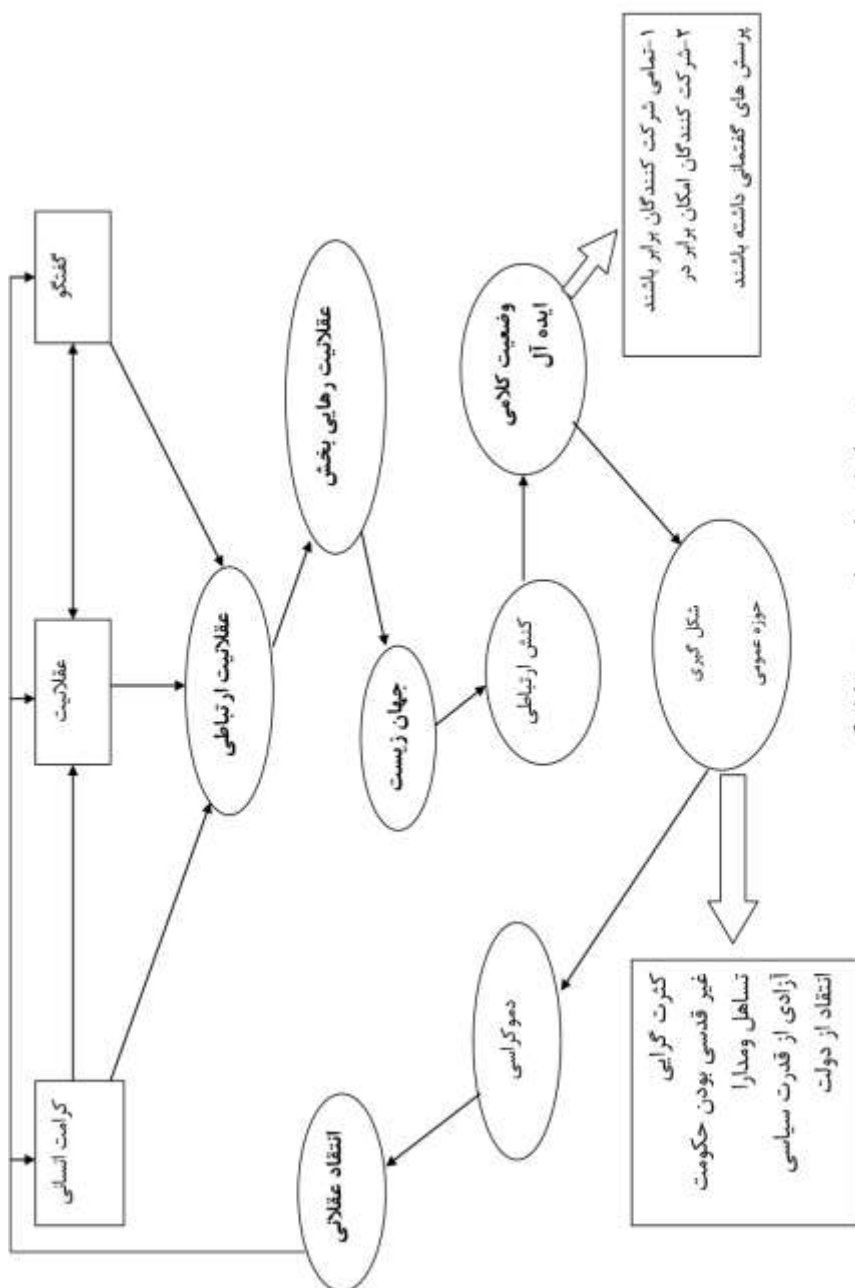 گفتگو
عقلانیت
کرامت انسانی
عقلانیت ارتباطی
عقلانیت رهایی بخش
جهان زیست
کنش ارتباطی
وضعیت کلامی
ایده آل
۱-تمامی شرکت کنندگان برابر باشند
۲-شرکت کنندگان امکان برابر در
پرسش های گفتمانی داشته باشند
شکل گیری
حوزه عمومی
دموکراسی
انتقاد عقلانی
کثرت گرایی
غیر قدسی بودن حکومت
تساهل ومدارا
آزادی از قدرت سیاسی
انتقاد از دولت